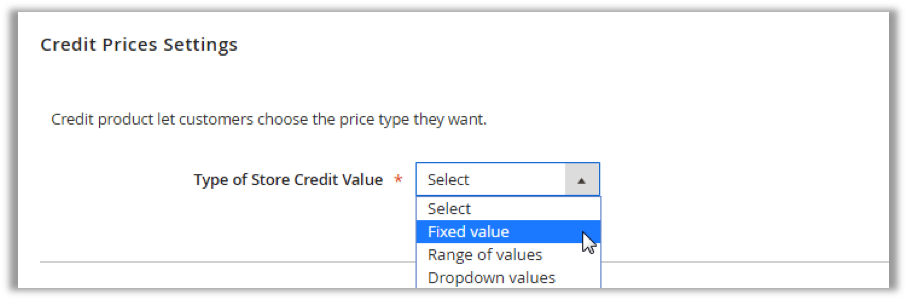 Credit Prices Settings
Credit product let customers choose the price type they want.
Type of Store Credit Value * Select
Select
Fixed value
Range of values
Dropdown values